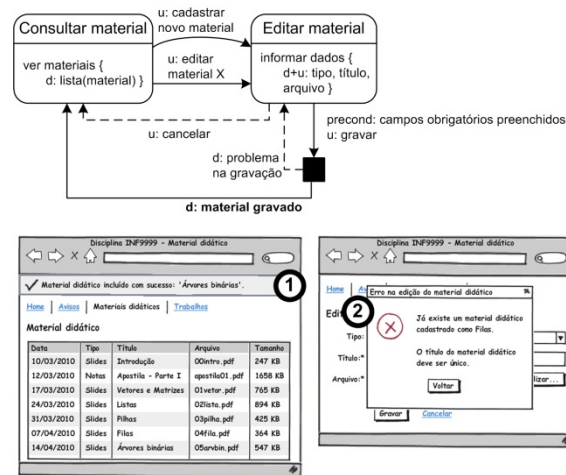 Consultar material
ver materiais {
d: lista(material) }
u: cadastrar
novo material
u: editar
material X
Editar material
informar dados {
d+u: tipo, título,
arquivo }
u: cancelar
precond: campos obrigatórios preenchidos
u: gravar
d: problema
na gravação
d: material gravado
Disciplina INF9999 - Material didático
X
Material didático incluído com sucesso: 'Árvores binárias'.
1
Home | Avisos | Materiais didáticos | Trabalhos
Material didático
Data Tipo Título Arquivo Tamanho
10/03/2010 Slides Introdução 00intro.pdf 247 KB
12/03/2010 Notas Apostila - Parte I apostila01.pdf 1658 KB
17/03/2010 Slides Vetores e Matrizes 01vetor.pdf 765 KB
24/03/2010 Slides Listas 02lista.pdf 894 KB
31/03/2010 Slides Pilhas 03pilha.pdf 425 KB
07/04/2010 Slides Filas 04fila.pdf 364 KB
14/04/2010 Slides Árvores binárias 05arvbin.pdf 547 KB
Disciplina INF9999 - Material didático
X
Home | Av
2
Erro na edição do material didático
Edi
Já existe um material didático
cadastrado como Filas.
O título do material didático
deve ser único.
Voltar
Tipo:
Título:*
Arquivo:*
lizar...
Gravar Cancelar